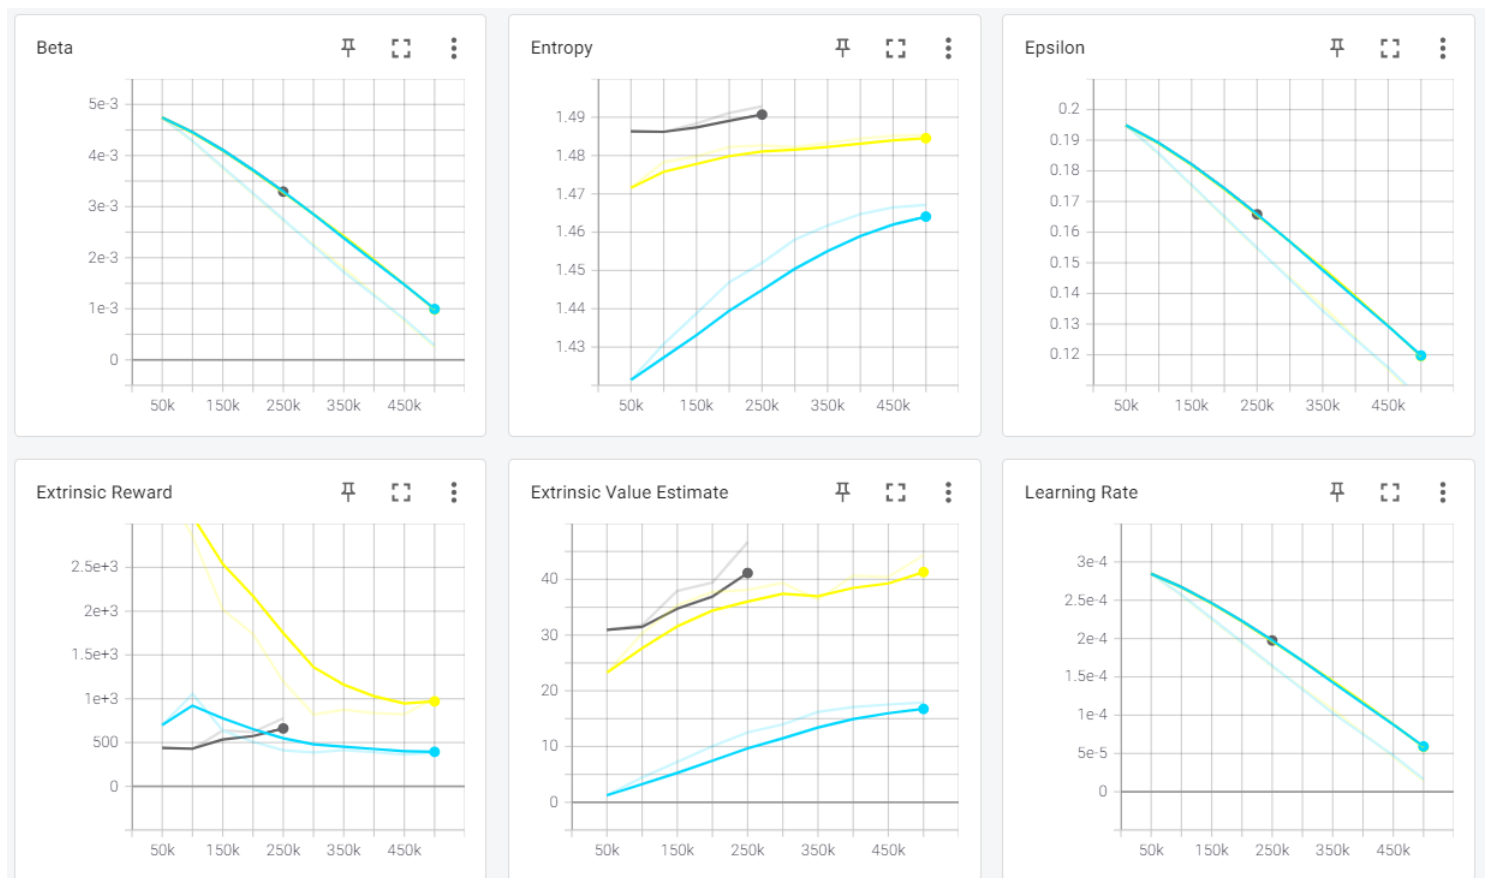 Beta
5e-3
4e-3
3e-3
2e-3
1e-3
0
50k 150k 250k 350k 450k
Entropy
1.49
1.48
1.47
1.46
1.45
1.44
1.43
50k 150k 250k 350k 450k
Epsilon
0.2
0.19
0.18
0.17
0.16
0.15
0.14
0.13
0.12
50k 150k 250k 350k 450k
Extrinsic Reward
2.5e+3
2e+3
1.5e+3
1e+3
500
0
50k 150k 250k 350k 450k
Extrinsic Value Estimate
40
30
20
10
0
50k 150k 250k 350k 450k
Learning Rate
3e-4
2.5e-4
2e-4
1.5e-4
1e-4
5e-5
0
50k 150k 250k 350k 450k